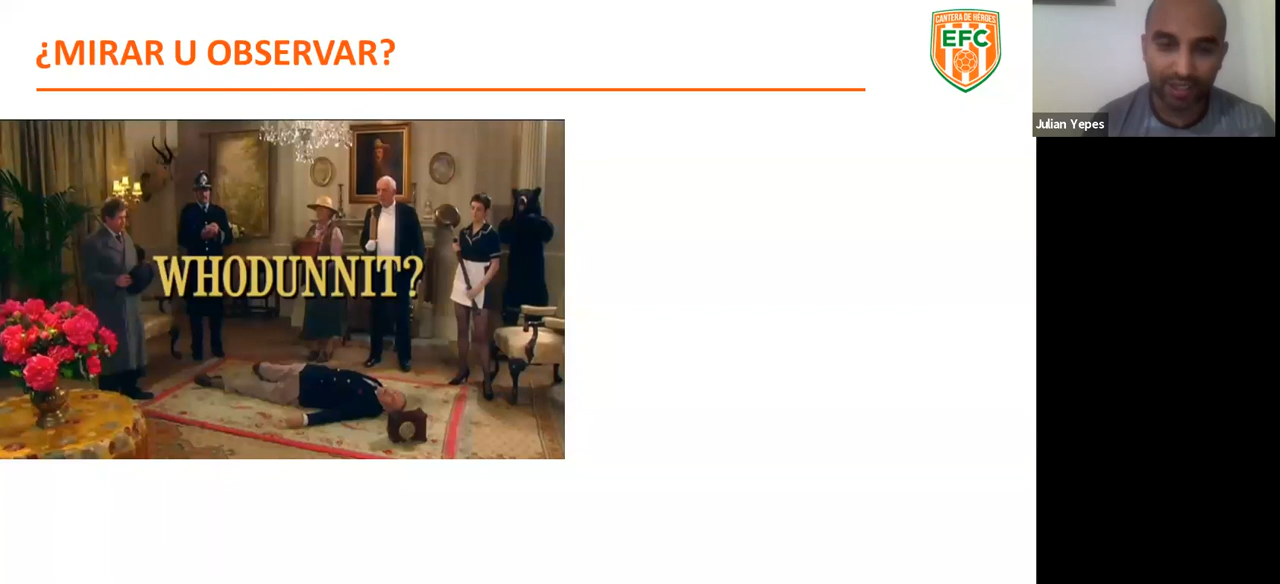 ¿MIRAR U OBSERVAR?
CANTERA DE HÉROES
EFC
Julian Yepes
WHODUNNIT?